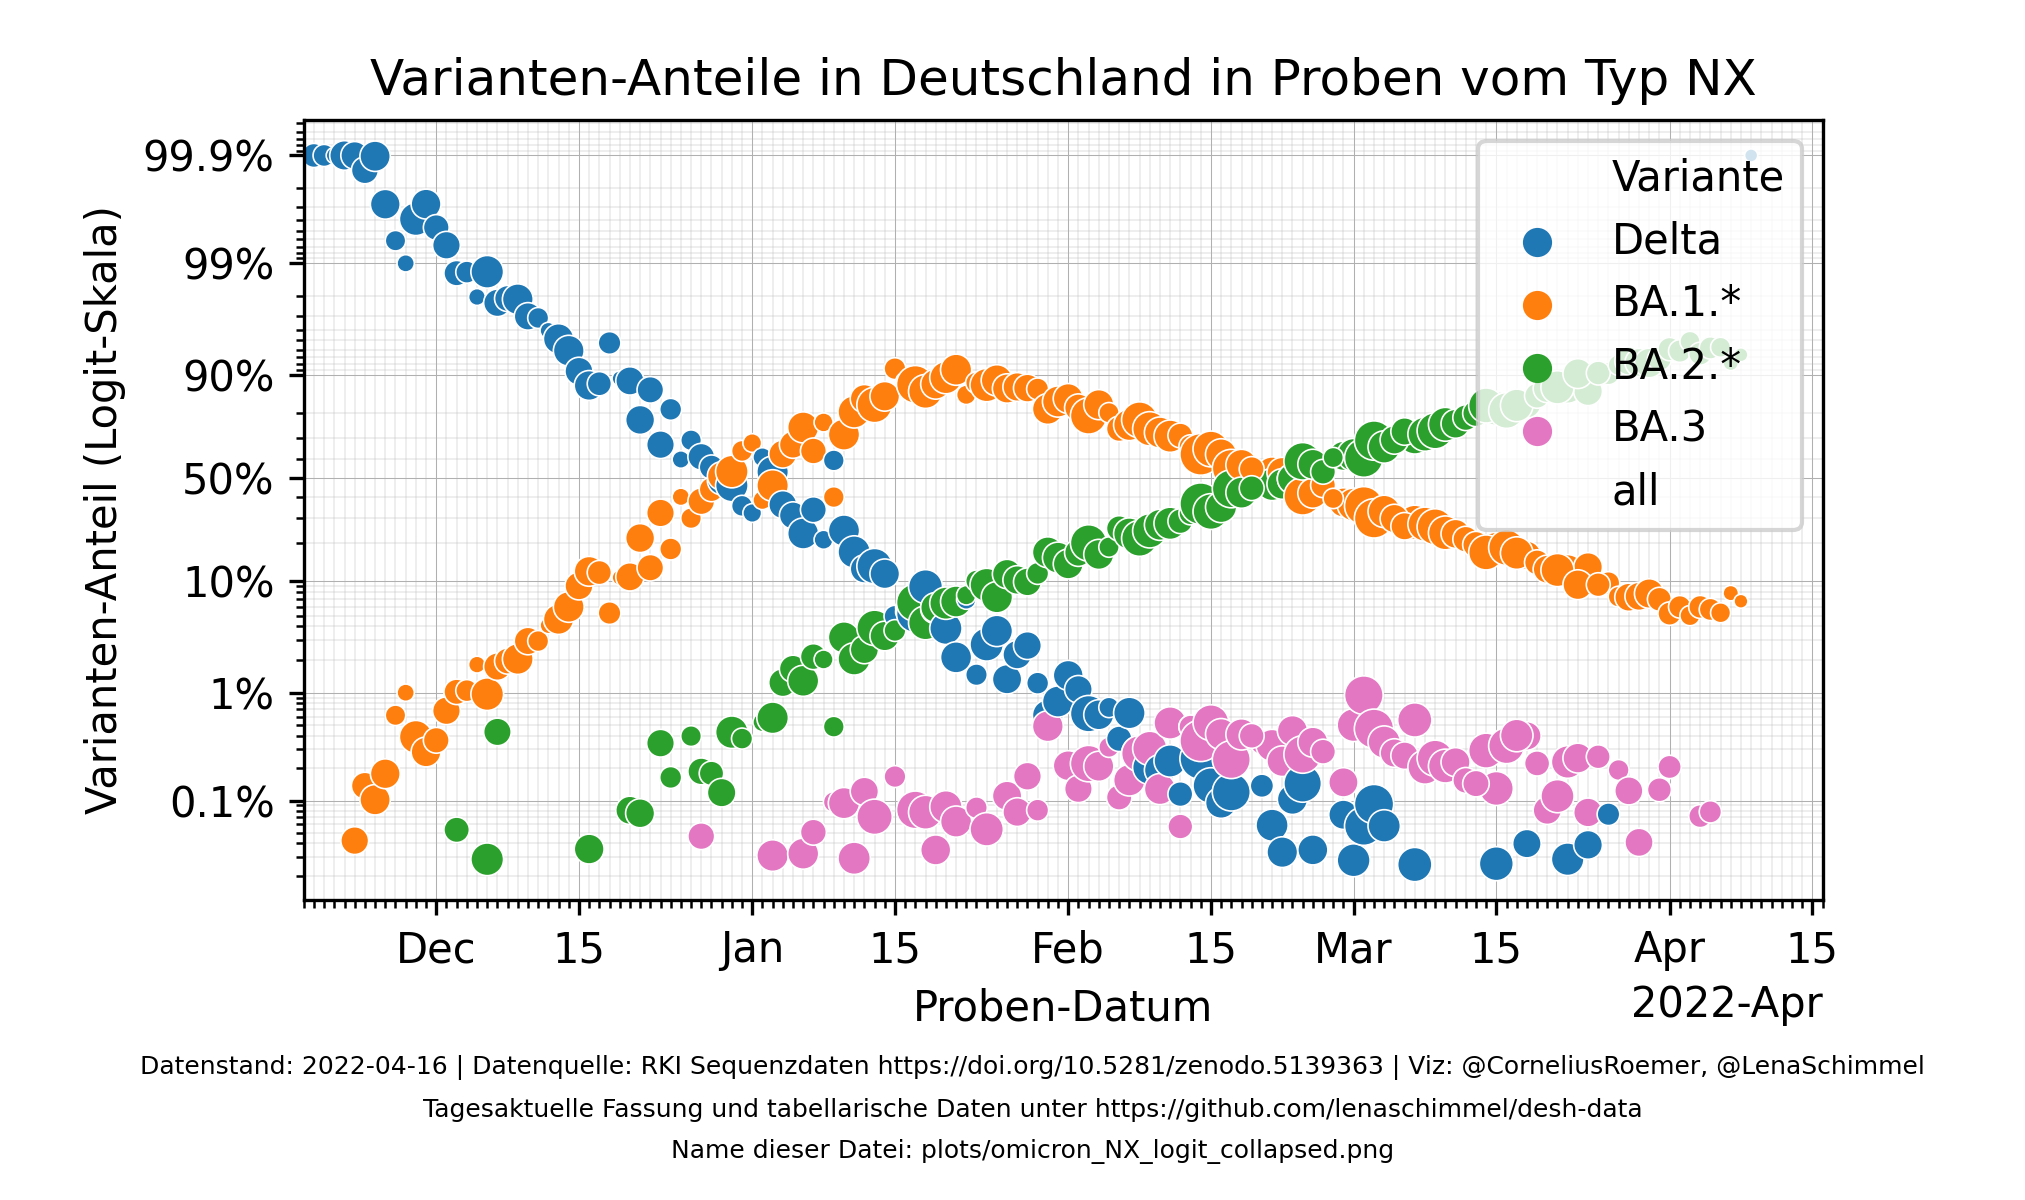 Varianten-Anteile in Deutschland in Proben vom Typ NX
Varianten-Anteil (Logit-Skala)
99.9%
99%
90%
50%
10%
1%
0.1%
Variante
Delta
BA.1.*
BA.2.*
BA.3
all
Dec 15 Jan 15 Feb 15 Mar 15 Apr 15
Proben-Datum
2022-Apr
Datenstand: 2022-04-16 | Datenquelle: RKI Sequenzdaten https://doi.org/10.5281/zenodo.5139363 | Viz: @CorneliusRoemer, @LenaSchimmel
Tagesaktuelle Fassung und tabellarische Daten unter https://github.com/lenaschimmel/desh-data
Name dieser Datei: plots/omicron_NX_logit_collapsed.png